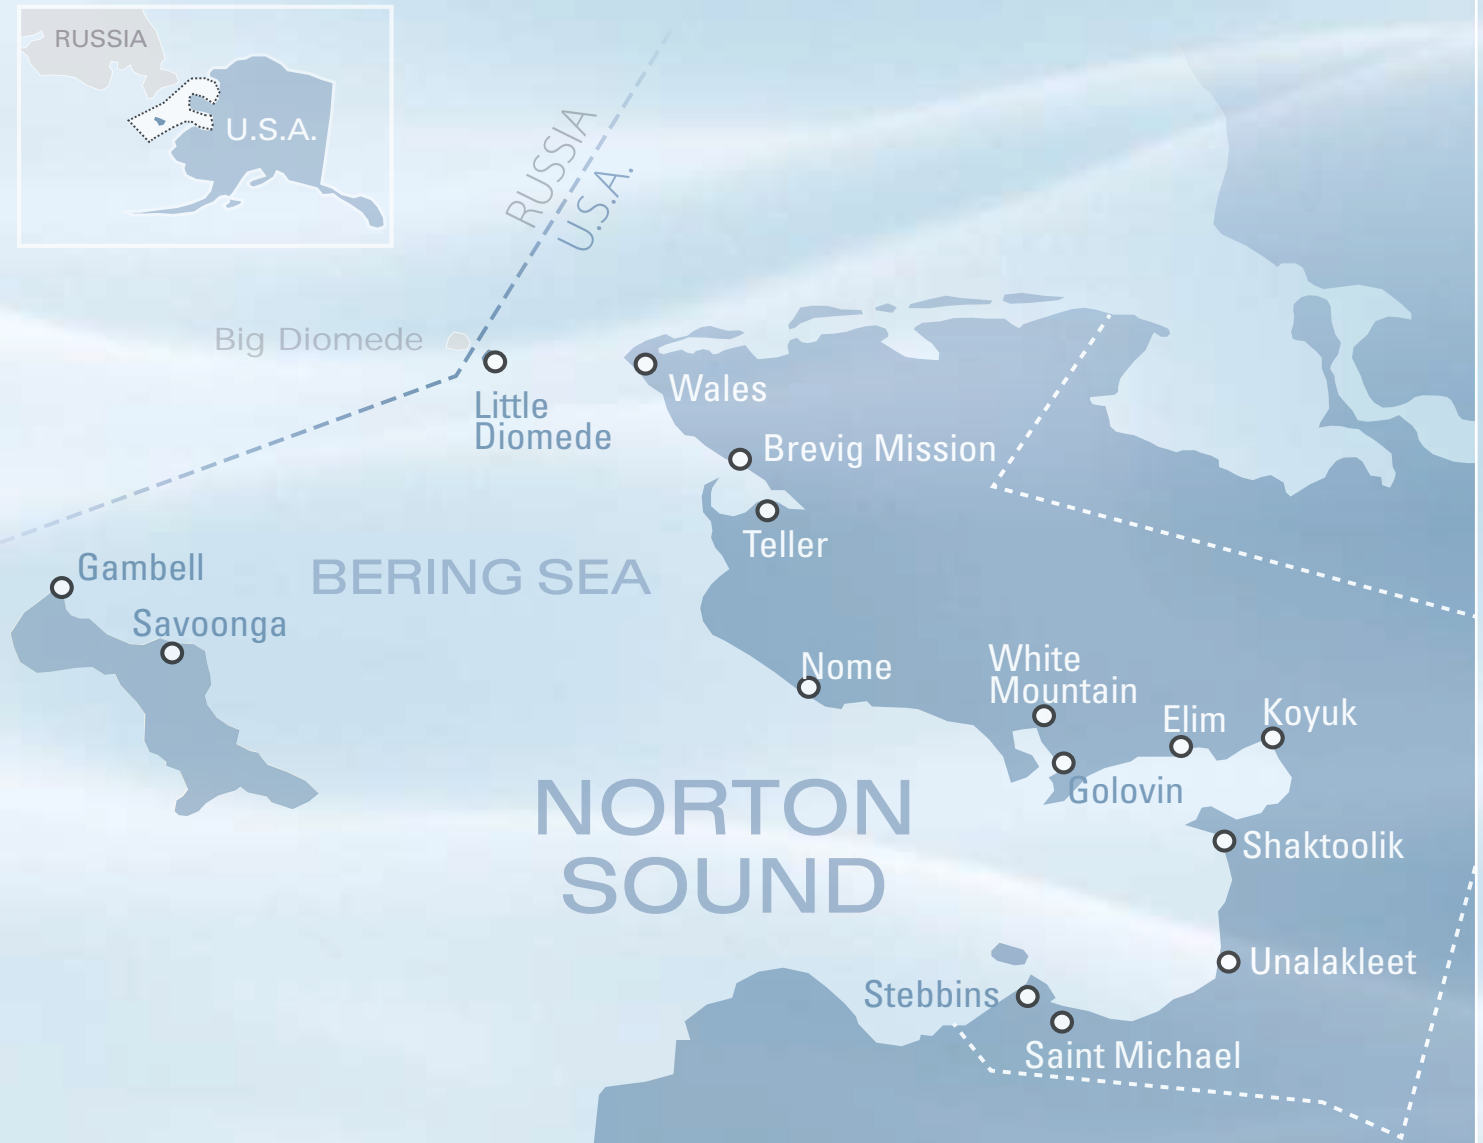 RUSSIA
U.S.A.
RUSSIA
U.S.A.
Big Diomede
Little
Diomede
Wales
Brevig Mission
Teller
Gambell
BERING SEA
Savoonga
Nome
White
Mountain
Elim
Koyuk
Golovin
NORTON
SOUND
Shaktoolik
Unalakleet
Stebbins
Saint Michael